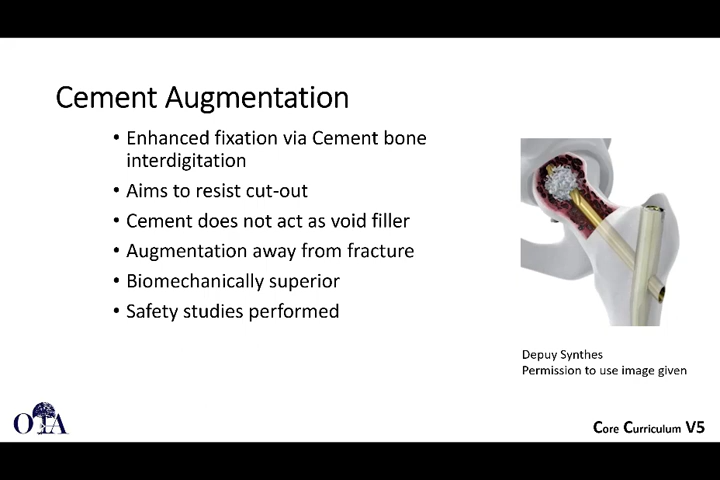 Cement Augmentation
• Enhanced fixation via Cement bone
interdigitation
• Aims to resist cut-out
• Cement does not act as void filler
• Augmentation away from fracture
• Biomechanically superior
• Safety studies performed
Depuy Synthes
Permission to use image given
OTA
Core Curriculum V5